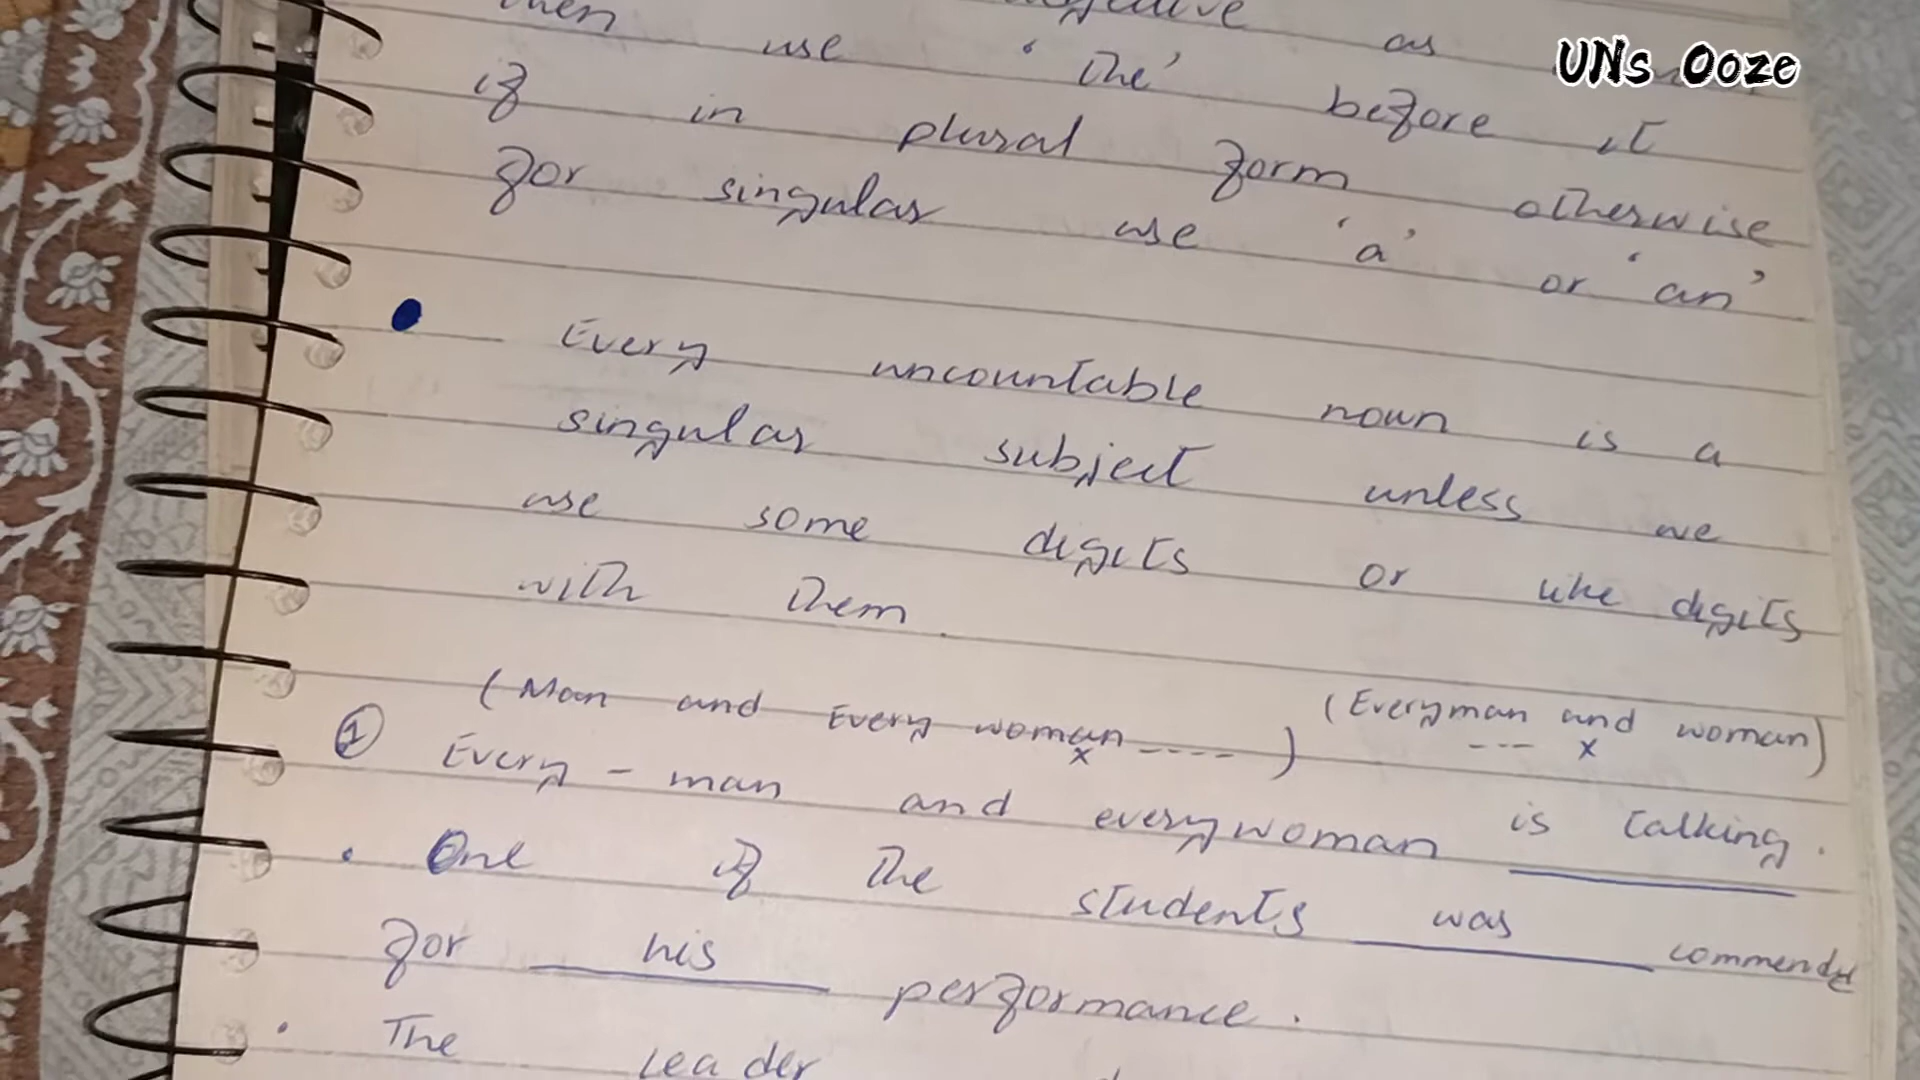 then use 'the' before it
if in plural form otherwise
for singular use 'a' or 'an'
Every uncountable noun is a
singular subject unless we
use some digits or like digits
with them.
(Man and Every woman ----) (Everyman and woman)
x --- x
① Every - man and everywoman is talking.
• One if the students was commended
for his performance.
• The Leader
UNs Ooze